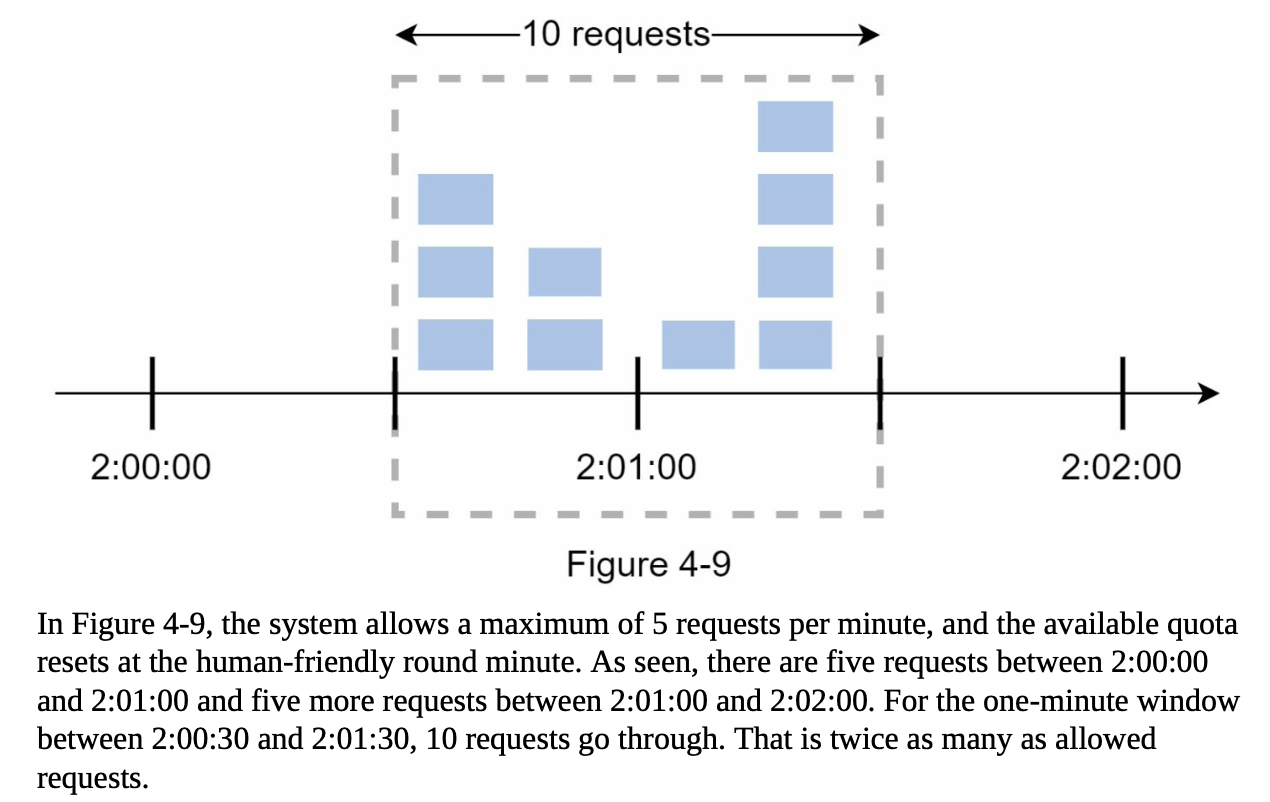 10 requests
2:00:00
2:01:00
2:02:00
Figure 4-9
In Figure 4-9, the system allows a maximum of 5 requests per minute, and the available quota
resets at the human-friendly round minute. As seen, there are five requests between 2:00:00
and 2:01:00 and five more requests between 2:01:00 and 2:02:00. For the one-minute window
between 2:00:30 and 2:01:30, 10 requests go through. That is twice as many as allowed
requests.